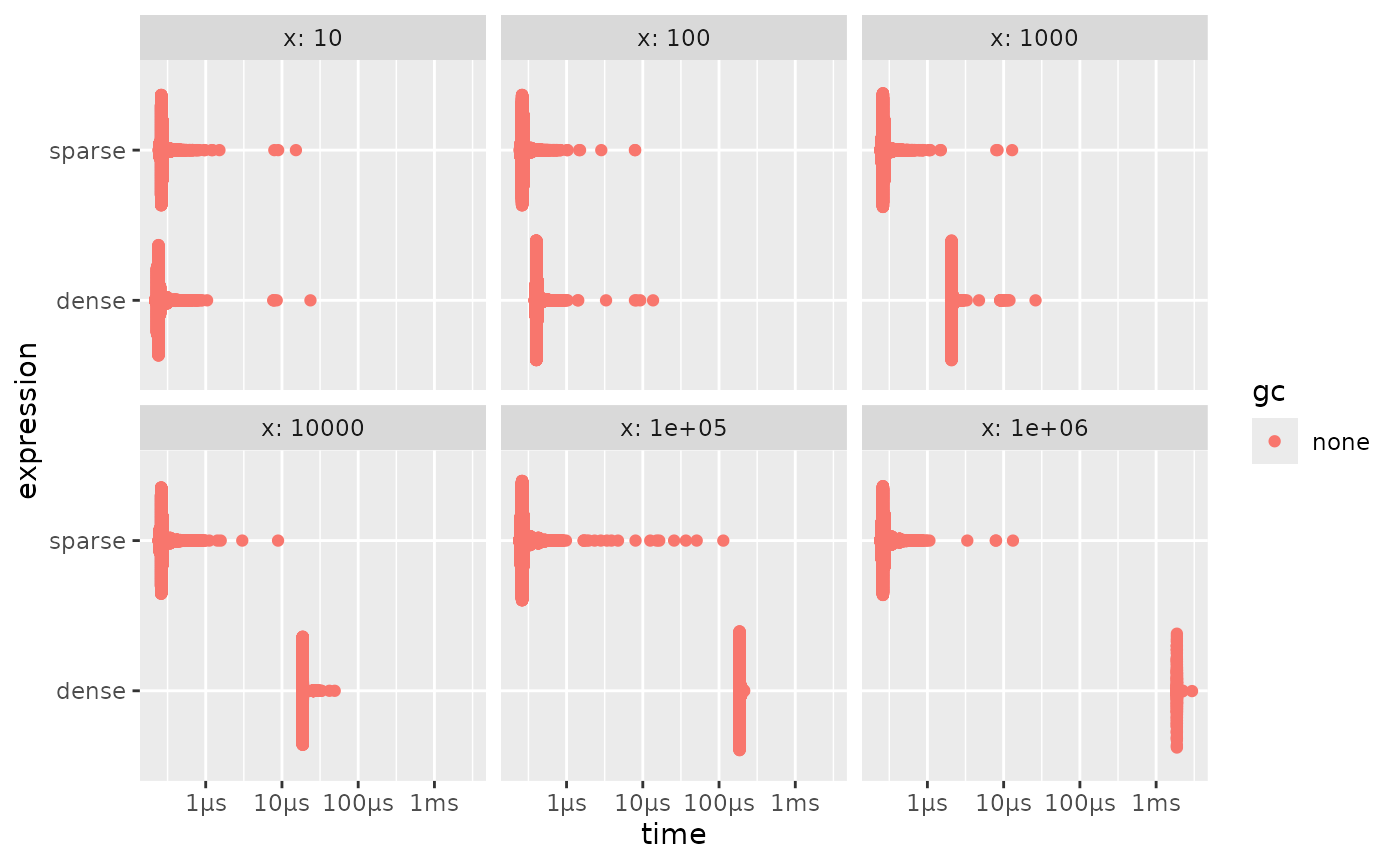 x: 10 x: 100 x: 1000
sparse
dense
x: 10000 x: 1e+05 x: 1e+06
sparse
dense
1µs 10µs 100µs 1ms 1µs 10µs 100µs 1ms 1µs 10µs 100µs 1ms
time
expression
gc
none